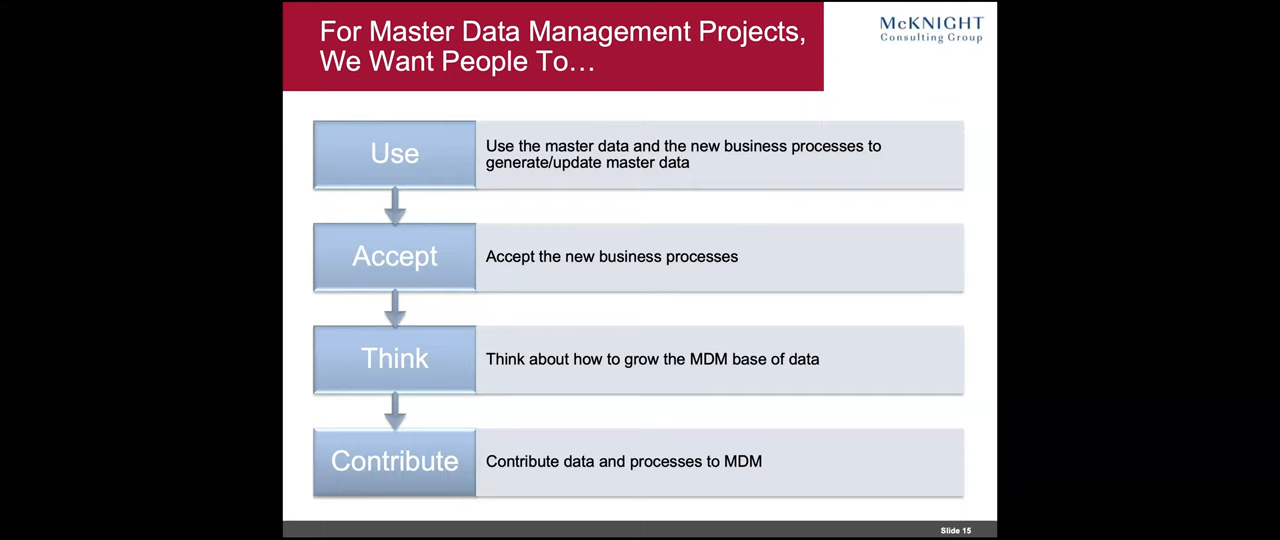 For Master Data Management Projects,
We Want People To…
McKNIGHT
Consulting Group
Use
Use the master data and the new business processes to
generate/update master data
Accept
Accept the new business processes
Think
Think about how to grow the MDM base of data
Contribute
Contribute data and processes to MDM
Slide 15